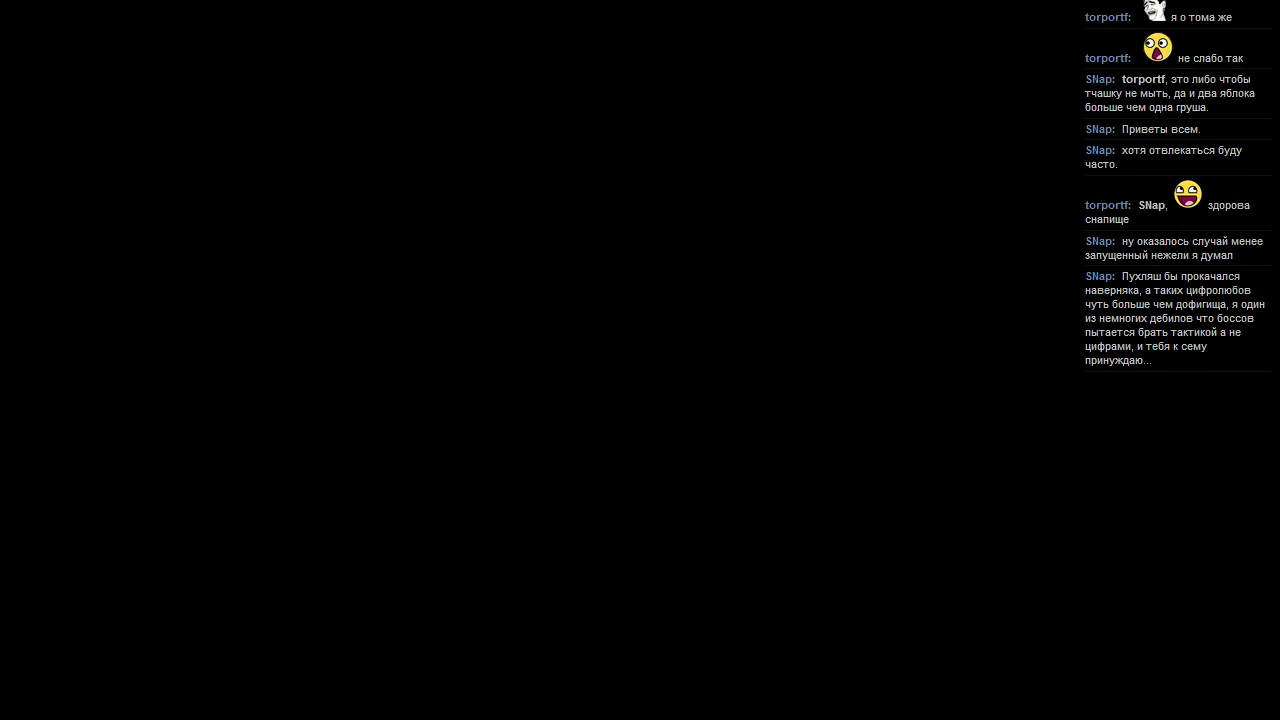 torportf: я о тома же
torportf: не слабо так
SNap: torportf, это либо чтобы
тчашку не мыть, да и два яблока
больше чем одна груша.
SNap: Приветы всем.
SNap: хотя отвлекаться буду
часто.
torportf: SNap, здорова
снапище
SNap: ну оказалось случай менее
запущенный нежели я думал
SNap: Пухляш бы прокачался
наверняка, а таких цифролюбов
чуть больше чем дофигища, я один
из немногих дебилов что боссов
пытается брать тактикой а не
цифрами, и тебя к сему
принуждаю...